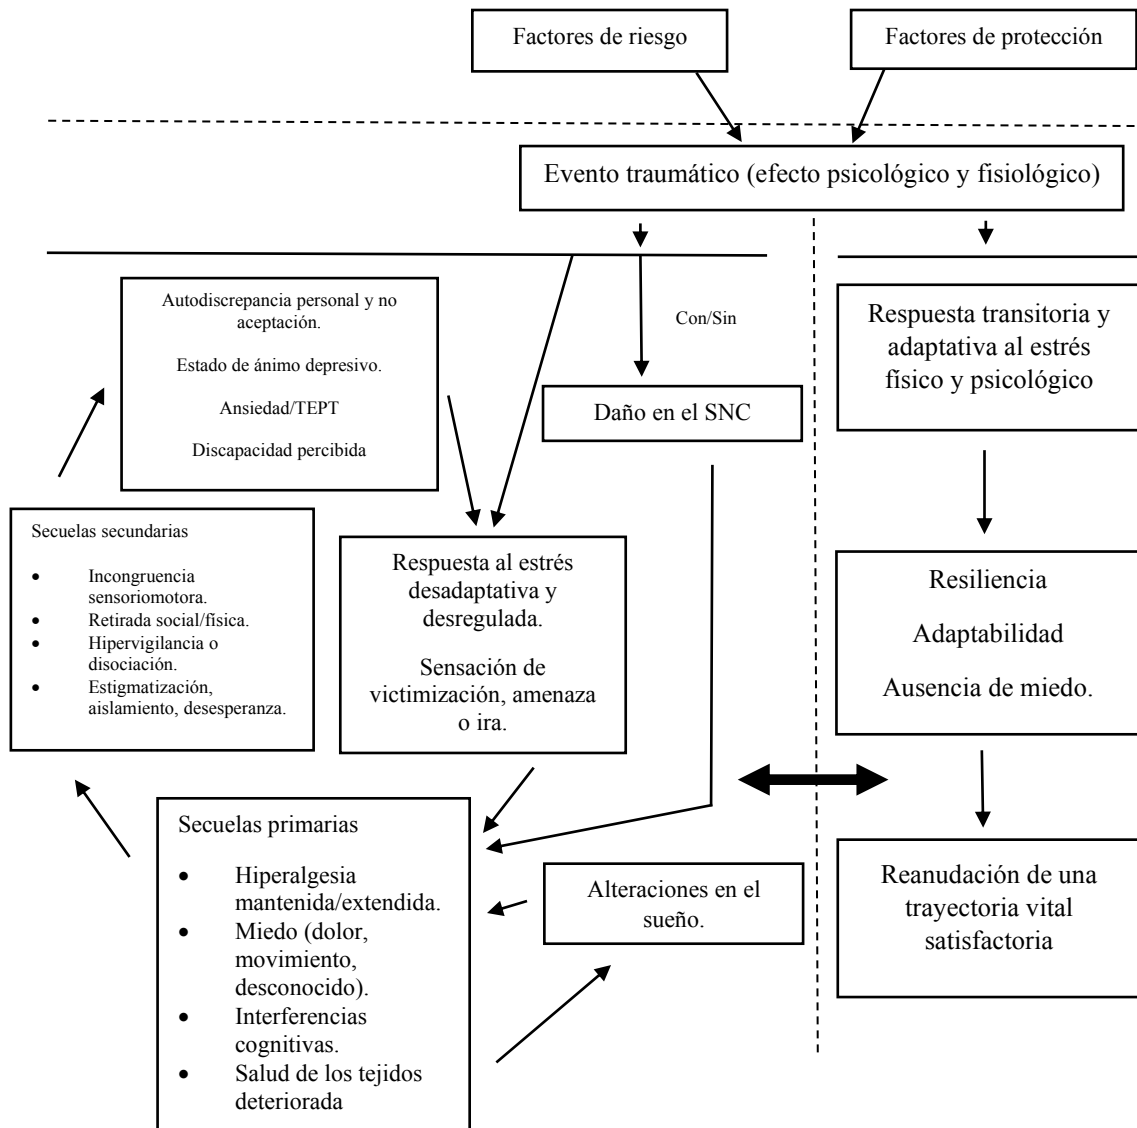 Factores de riesgo
Factores de protección
Evento traumático (efecto psicológico y fisiológico)
Autodiscrepancia personal y no
aceptación.
Estado de ánimo depresivo.
Ansiedad/TEPT
Discapacidad percibida
Con/Sin
Daño en el SNC
Respuesta transitoria y
adaptativa al estrés
físico y psicológico
Secuelas secundarias
• Incongruencia
sensoriomotora.
• Retirada social/física.
• Hipervigilancia o
disociación.
• Estigmatización,
aislamiento, desesperanza.
Respuesta al estrés
desadaptativa y
desregulada.
Sensación de
victimización, amenaza
o ira.
Resiliencia
Adaptabilidad
Ausencia de miedo.
Secuelas primarias
• Hiperalgesia
mantenida/extendida.
• Miedo (dolor,
movimiento,
desconocido).
• Interferencias
cognitivas.
• Salud de los tejidos
deteriorada
Alteraciones en el
sueño.
Reanudación de una
trayectoria vital
satisfactoria